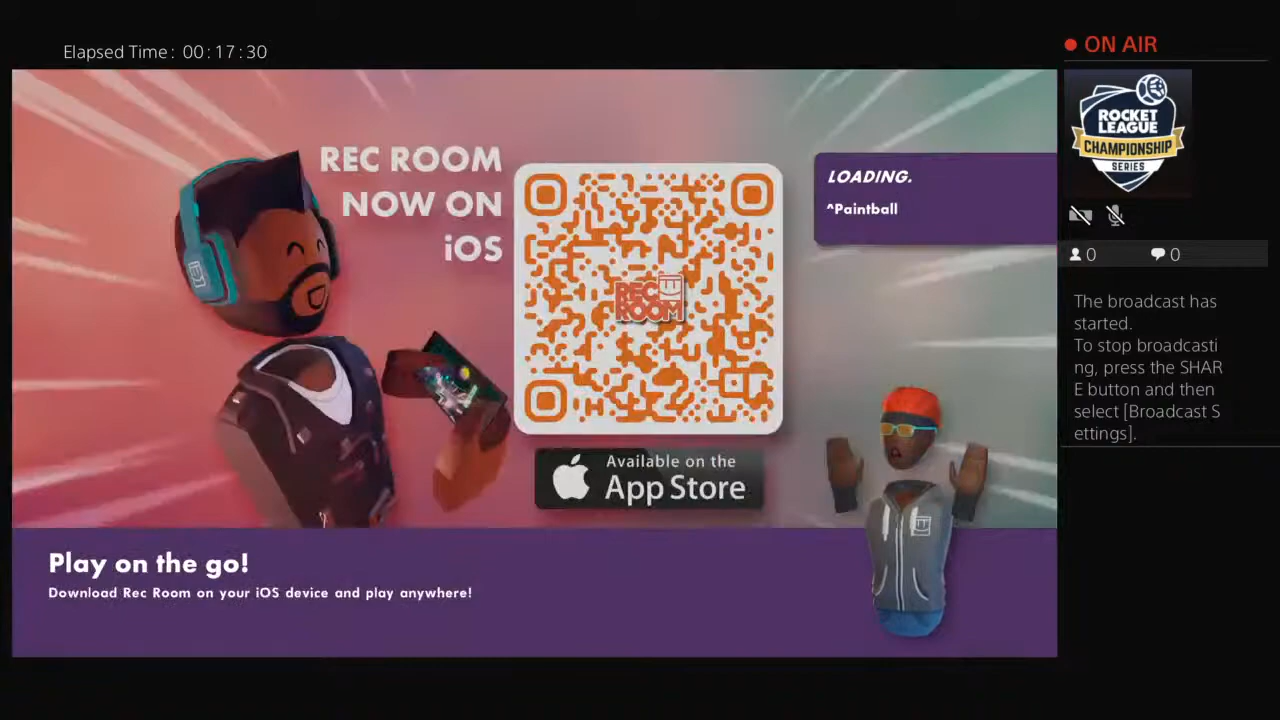 Elapsed Time: 00:17:30
ON AIR
REC ROOM
NOW ON
iOS
REC
ROOM
LOADING.
^Paintball
Available on the
App Store
Play on the go!
Download Rec Room on your iOS device and play anywhere!
ROCKET
LEAGUE
CHAMPIONSHIP
SERIES
0
0
The broadcast has
started.
To stop broadcasti
ng, press the SHAR
E button and then
select [Broadcast S
ettings].